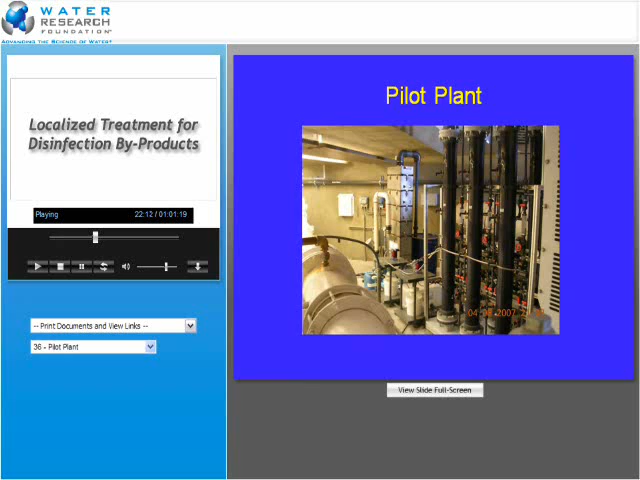 WATER
RESEARCH
FOUNDATION
ADVANCING THE SCIENCE OF WATER
Localized Treatment for
Disinfection By-Products
Playing 22:12 / 01:01:19
-- Print Documents and View Links --
36 - Pilot Plant
Pilot Plant
View Slide Full-Screen